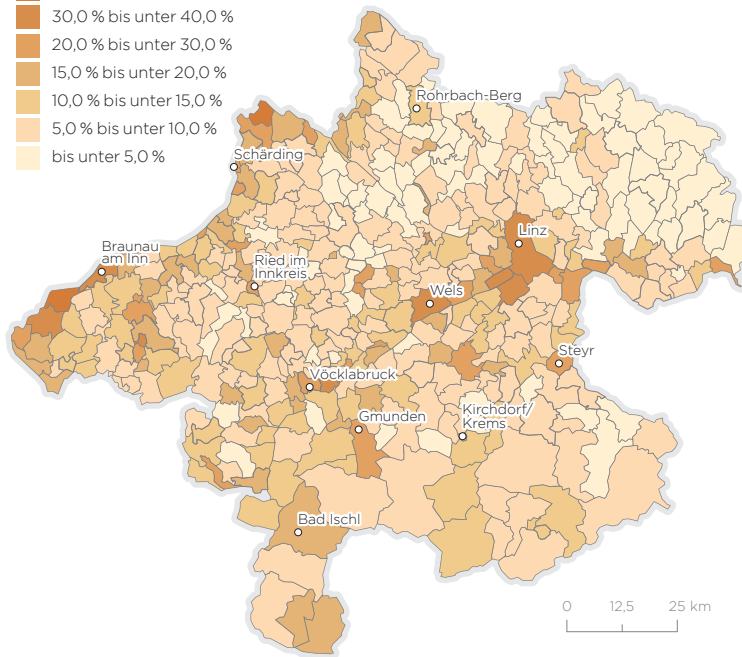 30,0 % bis unter 40,0 %
20,0 % bis unter 30,0 %
15,0 % bis unter 20,0 %
10,0 % bis unter 15,0 %
5,0 % bis unter 10,0 %
bis unter 5,0 %
Rohrbach-Berg
Schärding
Linz
Braunau
am Inn
Ried im
Innkreis
Wels
Steyr
Vöcklabruck
Gmunden
Kirchdorf/
Krems
Bad Ischl
0 12,5 25 km